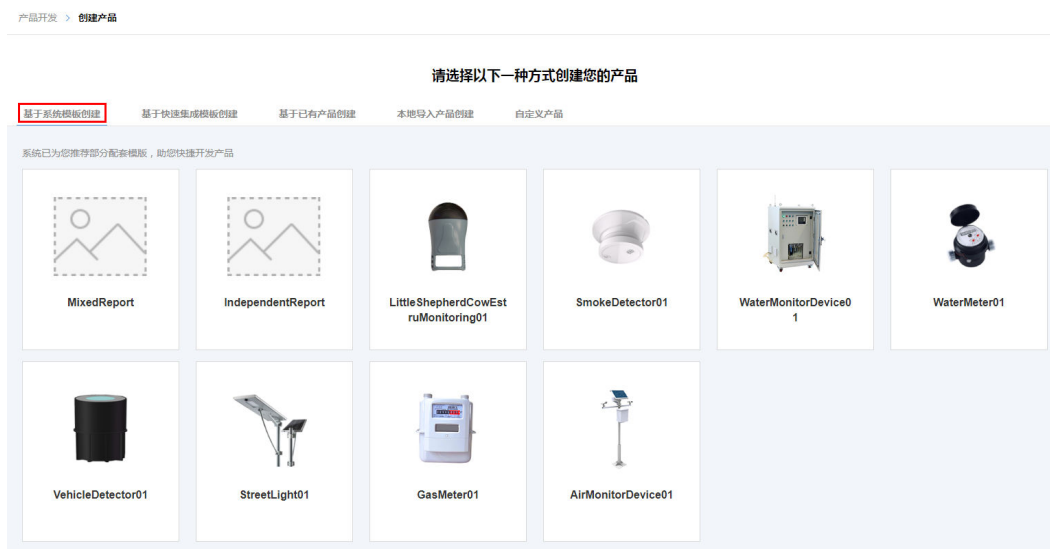 产品开发 > 创建产品
请选择以下一种方式创建您的产品
基于系统模板创建 基于快速集成模板创建 基于已有产品创建 本地导入产品创建 自定义产品
系统已为您推荐部分配套模版，助您快捷开发产品
MixedReport IndependentReport LittleShepherdCowEst SmokeDetector01 WaterMonitorDevice0 WaterMeter01
ruMonitoring01 1
VehicleDetector01 StreetLight01 GasMeter01 AirMonitorDevice01